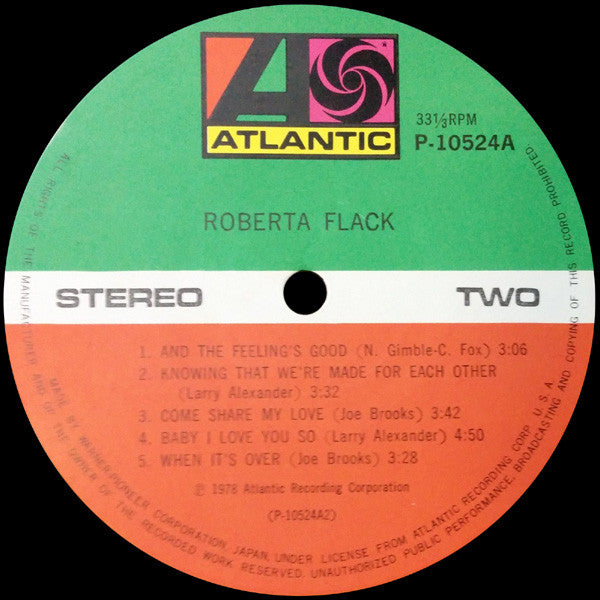 ATLANTIC
33⅓RPM
P-10524A
ROBERTA FLACK
STEREO
TWO
1. AND THE FEELING'S GOOD (N. Gimble-C. Fox) 3:06
2. KNOWING THAT WE'RE MADE FOR EACH OTHER
(Larry Alexander) 3:32
3. COME SHARE MY LOVE (Joe Brooks) 3:42
4. BABY I LOVE YOU SO (Larry Alexander) 4:50
5. WHEN IT'S OVER (Joe Brooks) 3:28
Ⓟ 1978 Atlantic Recording Corporation
(P-10524A2)
MADE BY WARNER-PIONEER CORPORATION, JAPAN, UNDER LICENSE FROM ATLANTIC RECORDING CORP. U.S.A.
ALL RIGHTS OF THE MANUFACTURER AND OF THE OWNER OF THE RECORDED WORK RESERVED. UNAUTHORIZED PUBLIC PERFORMANCE, BROADCASTING AND COPYING OF THIS RECORD PROHIBITED